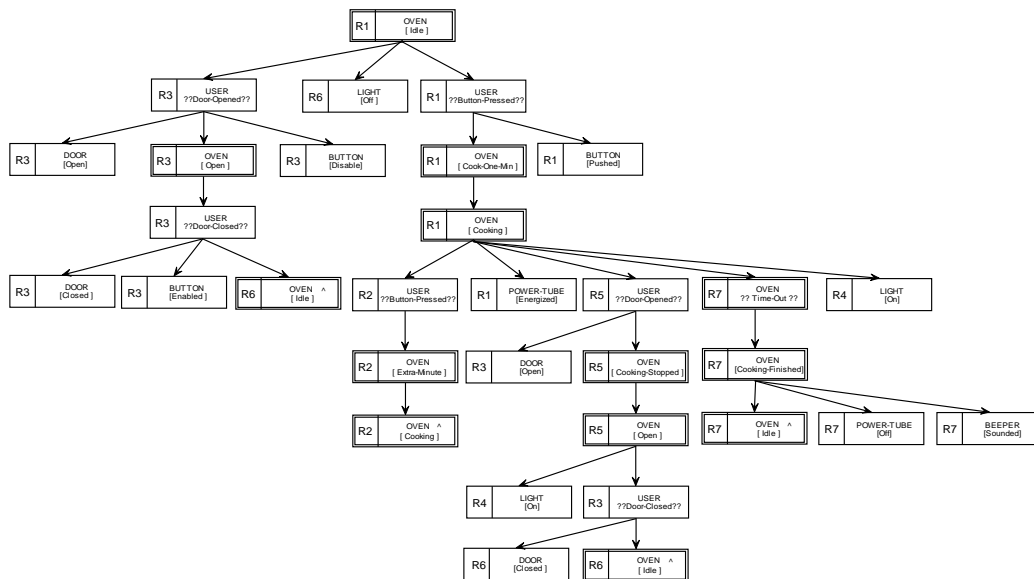 R1 OVEN
[ Idle ]
R3 USER
??Door-Opened??
R6 LIGHT
[Off ]
R1 USER
??Button-Pressed??
R3 DOOR
[Open]
R3 OVEN
[ Open ]
R3 BUTTON
[Disable]
R1 OVEN
[ Cook-One-Min ]
R1 BUTTON
[Pushed]
R3 USER
??Door-Closed??
R1 OVEN
[ Cooking ]
R3 DOOR
[Closed ]
R3 BUTTON
[Enabled ]
R6 OVEN ^
[ Idle ]
R2 USER
??Button-Pressed??
R1 POWER-TUBE
[Energized]
R5 USER
??Door-Opened??
R7 OVEN
?? Time-Out ??
R4 LIGHT
[On]
R2 OVEN
[ Extra-Minute ]
R3 DOOR
[Open]
R5 OVEN
[ Cooking-Stopped ]
R7 OVEN
[Cooking-Finished]
R2 OVEN ^
[ Cooking ]
R5 OVEN
[ Open ]
R7 OVEN ^
[ Idle ]
R7 POWER-TUBE
[Off]
R7 BEEPER
[Sounded]
R4 LIGHT
[On]
R3 USER
??Door-Closed??
R6 DOOR
[Closed ]
R6 OVEN ^
[ Idle ]